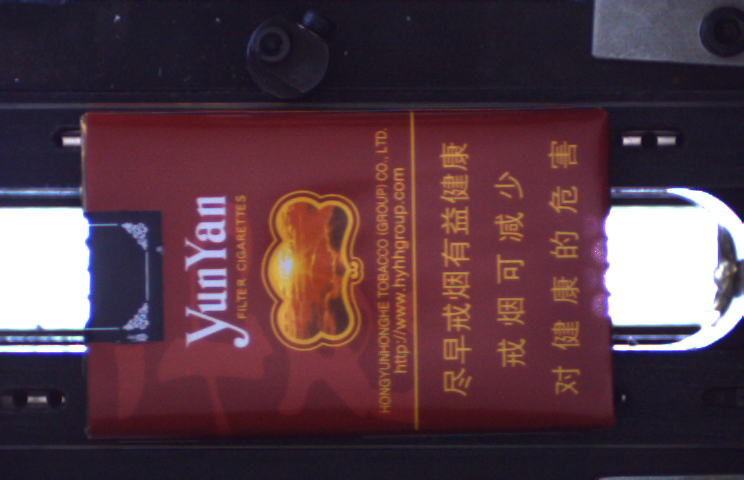 YunYan
FILTER CIGARETTES
HONGYUNHONGHE TOBACCO (GROUP) CO., LTD.
http://www.hyhhgroup.com
尽早戒烟有益健康
戒烟可减少
对健康的危害